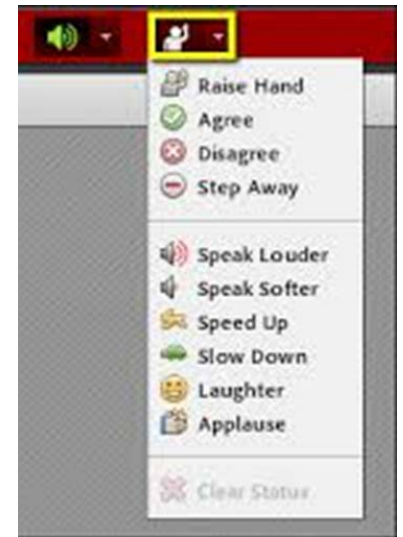 Raise Hand
Agree
Disagree
Step Away
Speak Louder
Speak Softer
Speed Up
Slow Down
Laughter
Applause
Clear Status